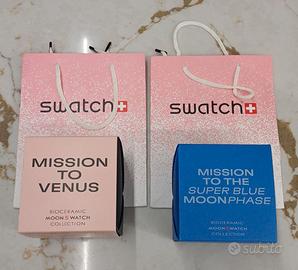 swatch
swatch
MISSION
TO
VENUS
BIOCERAMIC
MOONSWATCH
COLLECTION
MISSION
TO THE
SUPER BLUE
MOONPHASE
BIOCERAMIC
MOONSWATCH
COLLECTION
Subito